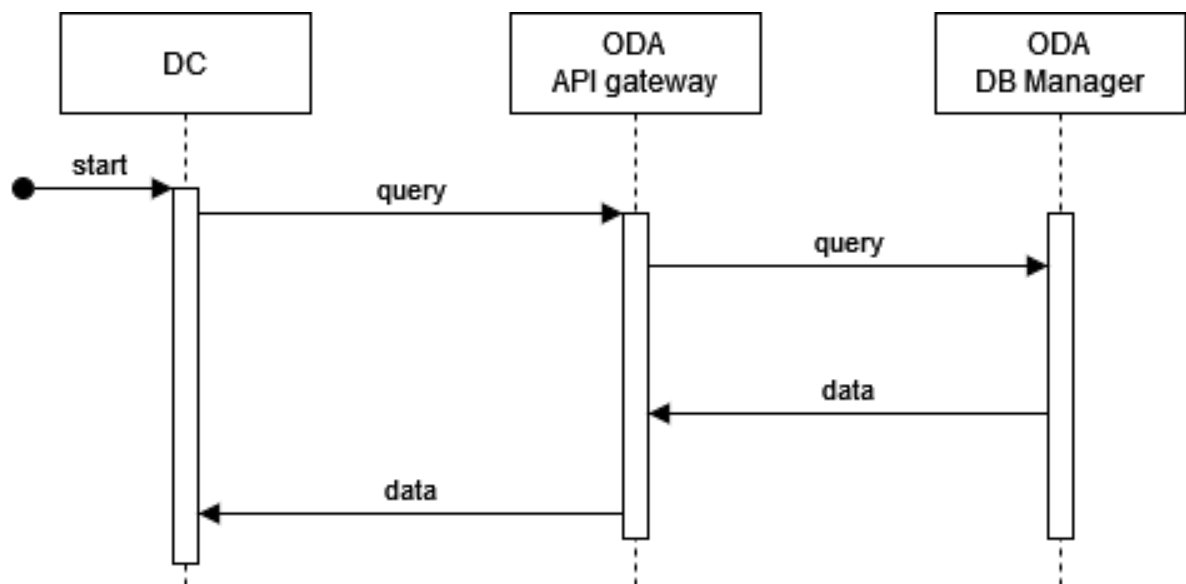 DC
ODA
API gateway
ODA
DB Manager
start
query
query
data
data